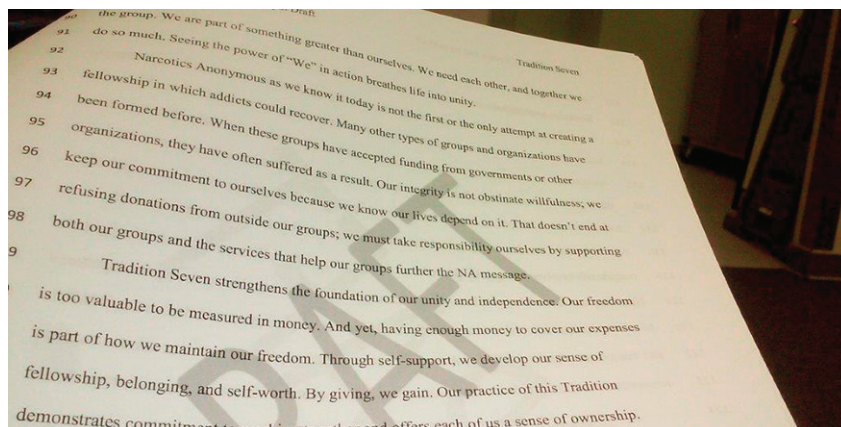 Draft
Tradition Seven
90 the group. We are part of something greater than ourselves. We need each other, and together we
91 do so much. Seeing the power of “We” in action breathes life into unity.
92 Narcotics Anonymous as we know it today is not the first or the only attempt at creating a
93 fellowship in which addicts could recover. Many other types of groups and organizations have
94 been formed before. When these groups have accepted funding from governments or other
95 organizations, they have often suffered as a result. Our integrity is not obstinate willfulness; we
96 keep our commitment to ourselves because we know our lives depend on it. That doesn’t end at
97 refusing donations from outside our groups; we must take responsibility ourselves by supporting
98 both our groups and the services that help our groups further the NA message.
9 Tradition Seven strengthens the foundation of our unity and independence. Our freedom
is too valuable to be measured in money. And yet, having enough money to cover our expenses
is part of how we maintain our freedom. Through self-support, we develop our sense of
fellowship, belonging, and self-worth. By giving, we gain. Our practice of this Tradition
demonstrates commitment offers each of us a sense of ownership.
DRAFT